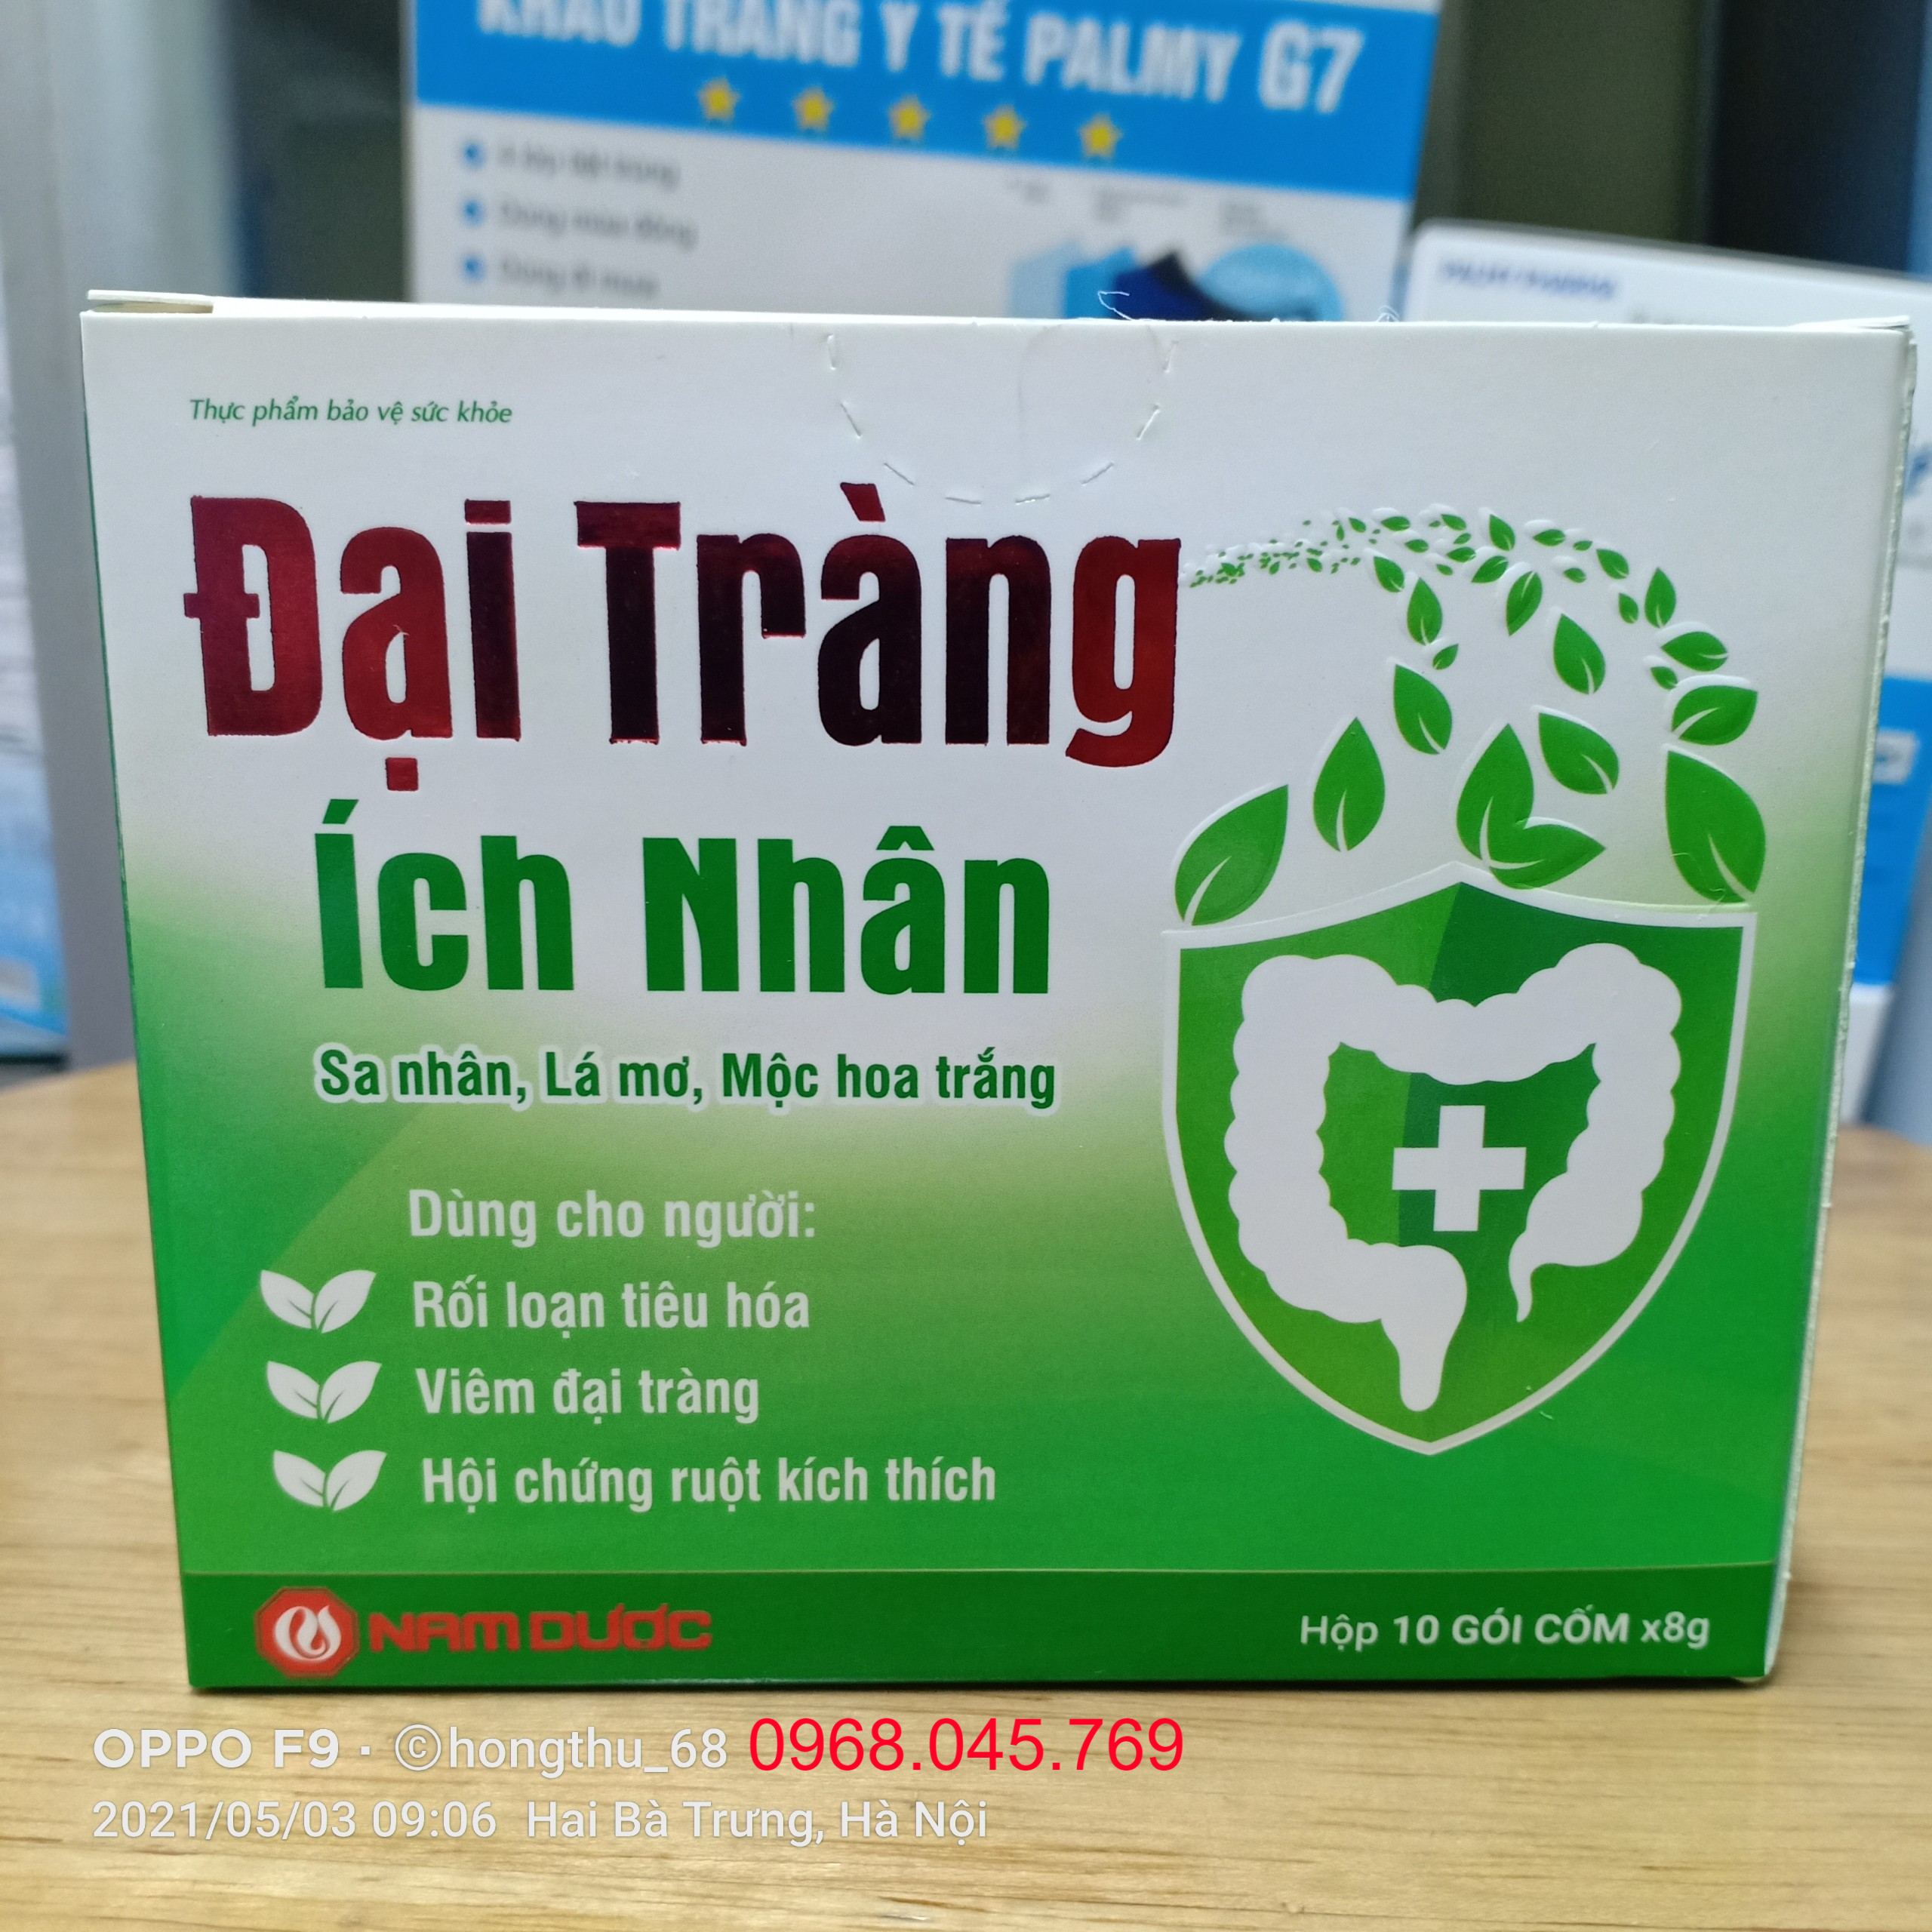 KHẨU TRANG Y TẾ PALMY G7
Thực phẩm bảo vệ sức khỏe
Đại Tràng
Ích Nhân
Sa nhân, Lá mơ, Mộc hoa trắng
Dùng cho người:
Rối loạn tiêu hóa
Viêm đại tràng
Hội chứng ruột kích thích
NAM DƯỢC
Hộp 10 GÓI CỐM x8g
OPPO F9 · ©hongthu_68 0968.045.769
2021/05/03 09:06 Hai Bà Trưng, Hà Nội